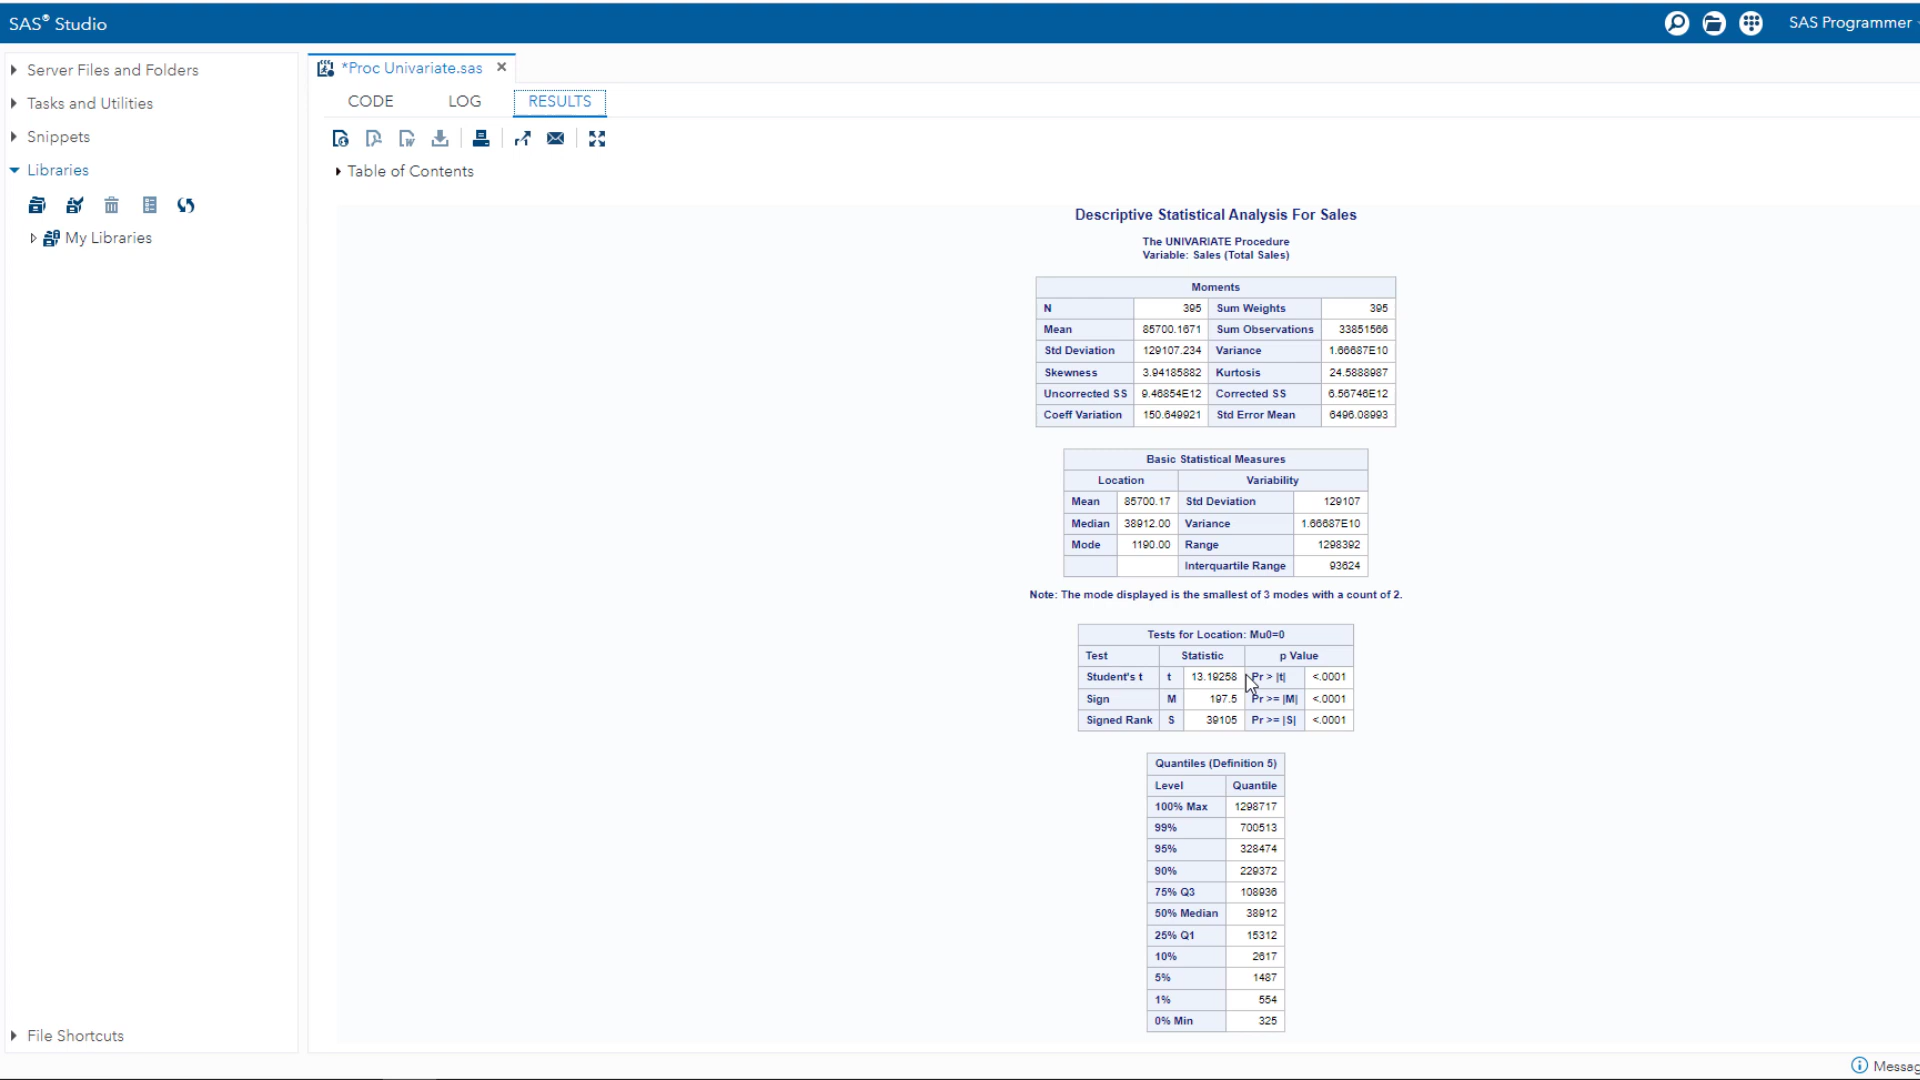 SAS® Studio
SAS Programmer
Server Files and Folders
Tasks and Utilities
Snippets
Libraries
My Libraries
File Shortcuts
*Proc Univariate.sas
CODE LOG RESULTS
Table of Contents
Descriptive Statistical Analysis For Sales
The UNIVARIATE Procedure
Variable: Sales (Total Sales)
Moments
N 395 Sum Weights 395
Mean 85700.1671 Sum Observations 33851566
Std Deviation 129107.234 Variance 1.66687E10
Skewness 3.94185882 Kurtosis 24.5888987
Uncorrected SS 9.46854E12 Corrected SS 6.56746E12
Coeff Variation 150.649921 Std Error Mean 6496.08993
Basic Statistical Measures
Location Variability
Mean 85700.17 Std Deviation 129107
Median 38912.00 Variance 1.66687E10
Mode 1190.00 Range 1298392
Interquartile Range 93624
Note: The mode displayed is the smallest of 3 modes with a count of 2.
Tests for Location: Mu0=0
Test Statistic p Value
Student's t t 13.19258 Pr > |t| <.0001
Sign M 197.5 Pr >= |M| <.0001
Signed Rank S 39105 Pr >= |S| <.0001
Quantiles (Definition 5)
Level Quantile
100% Max 1298717
99% 700513
95% 328474
90% 229372
75% Q3 108936
50% Median 38912
25% Q1 15312
10% 2617
5% 1487
1% 554
0% Min 325
Messag